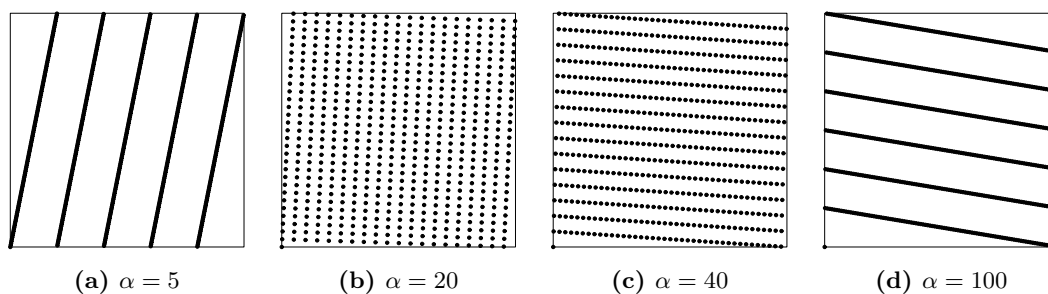 (a) α = 5
(b) α = 20
(c) α = 40
(d) α = 100